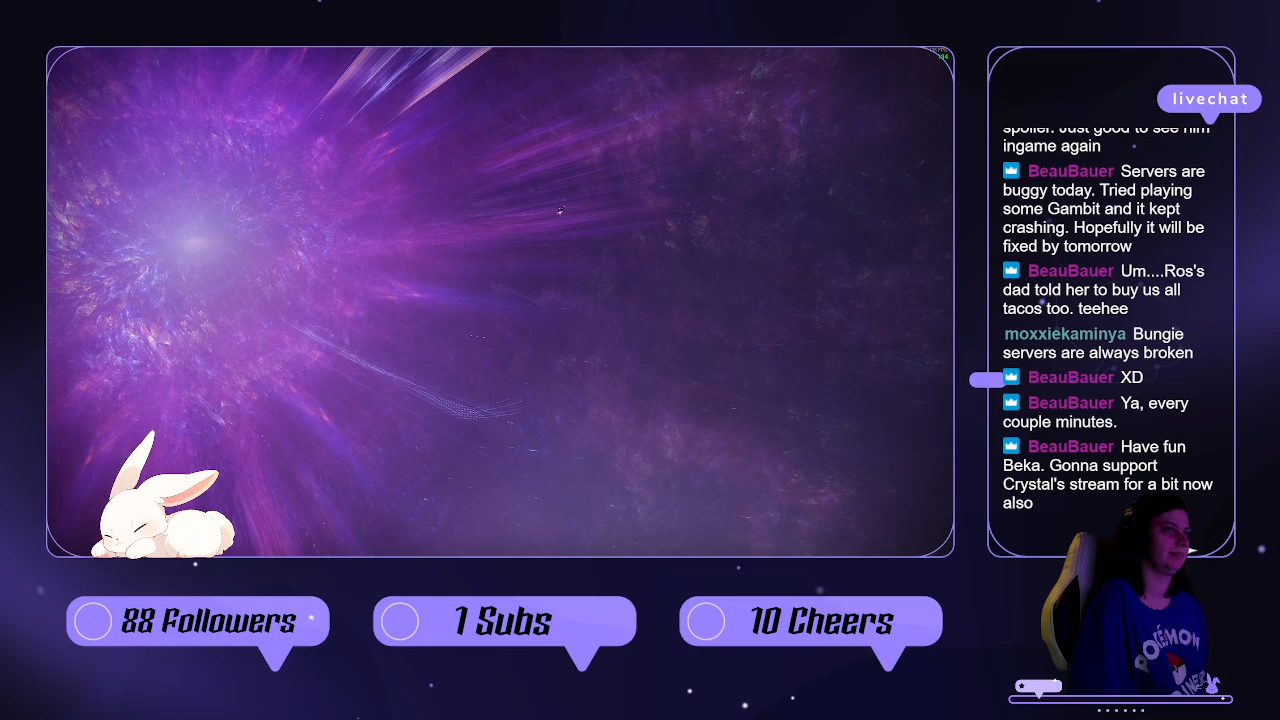 livechat
spoiler. Just good to see him
ingame again
BeauBauer Servers are
buggy today. Tried playing
some Gambit and it kept
crashing. Hopefully it will be
fixed by tomorrow
BeauBauer Um....Ros's
dad told her to buy us all
tacos too. teehee
moxxiekaminya Bungie
servers are always broken
BeauBauer XD
BeauBauer Ya, every
couple minutes.
BeauBauer Have fun
Beka. Gonna support
Crystal's stream for a bit now
also
88 Followers
1 Subs
10 Cheers
POKÉMON